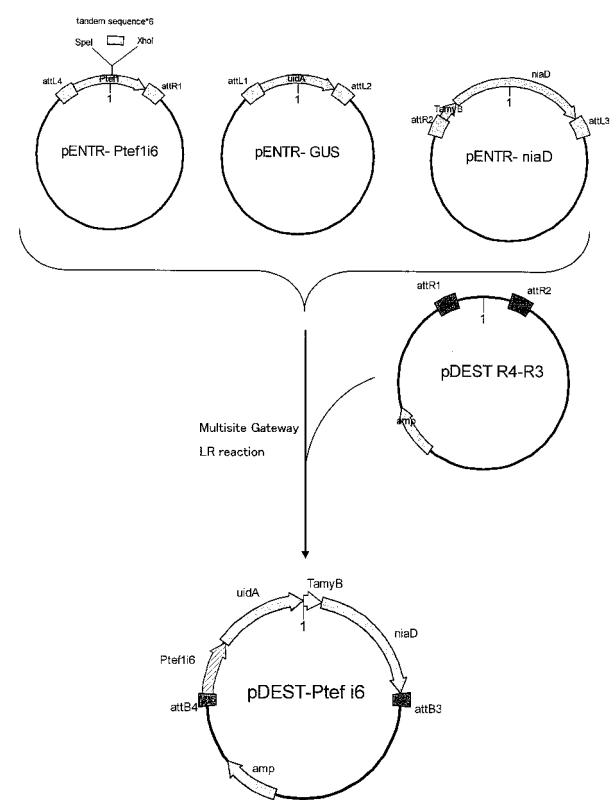 tandem sequence*6
SpeI
XhoI
attL4
Ptef1
attR1
1
pENTR- Ptef1i6
attL1
uidA
attL2
1
pENTR- GUS
TamyB
attR2
niaD
attL3
1
pENTR- niaD
attR1
attR2
1
pDEST R4-R3
amp
Multisite Gateway
LR reaction
uidA
TamyB
1
niaD
Ptef1i6
attB4
attB3
pDEST-Ptef i6
amp